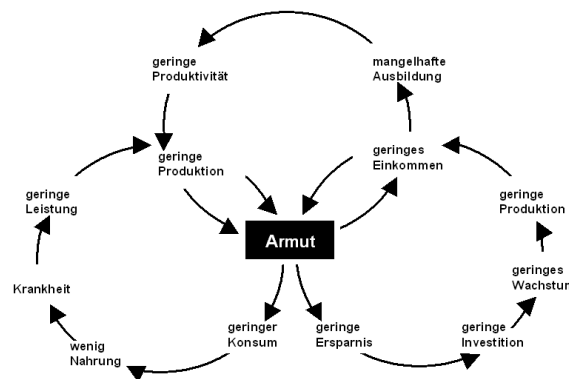 geringe
Produktivität
mangelhafte
Ausbildung
geringe
Produktion
geringes
Einkommen
geringe
Leistung
geringe
Produktion
Armut
Krankheit
geringes
Wachstum
wenig
Nahrung
geringer
Konsum
geringe
Ersparnis
geringe
Investition